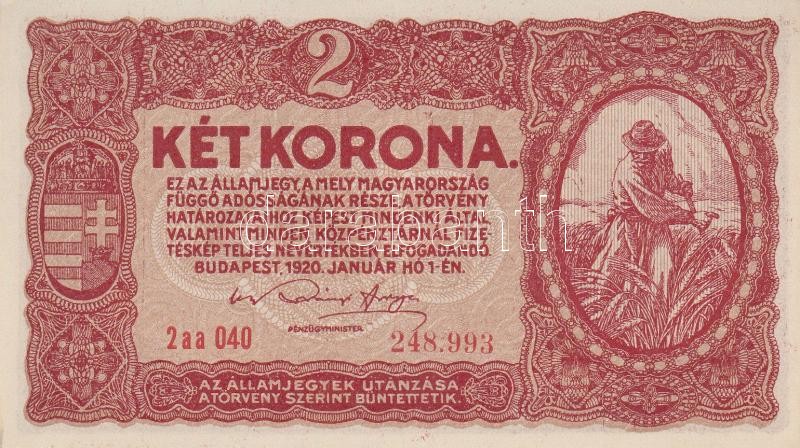 2
KÉT KORONA.
EZ AZ ÁLLAMJEGY, A MELY MAGYARORSZÁG
FÜGGŐ ADÓSSÁGÁNAK RÉSZE, A TÖRVÉNY
HATÁROZATAIHOZ KÉPEST MINDENKI ÁLTAL
VALAMINT MINDEN KÖZPÉNZTÁRNÁL FIZE-
TÉSKÉP TELJES NÉVÉRTÉKBEN ELFOGADANDÓ.
BUDAPEST, 1920. JANUÁR HÓ 1-ÉN.
PÉNZÜGYMINISTER
2aa 040 248.993
AZ ÁLLAMJEGYEK UTÁNZÁSA
A TÖRVÉNY SZERINT BÜNTETTETIK.
darabanth